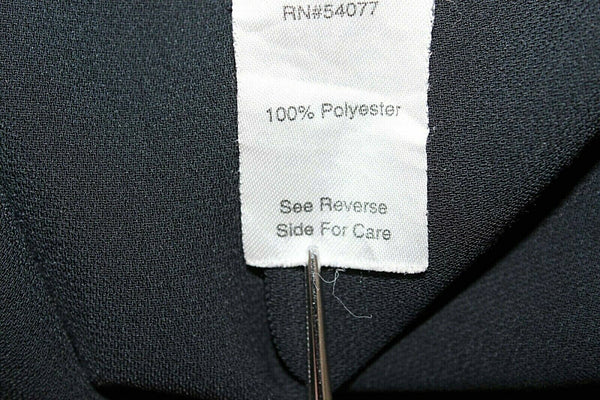 RN#54077
100% Polyester
See Reverse
Side For Care